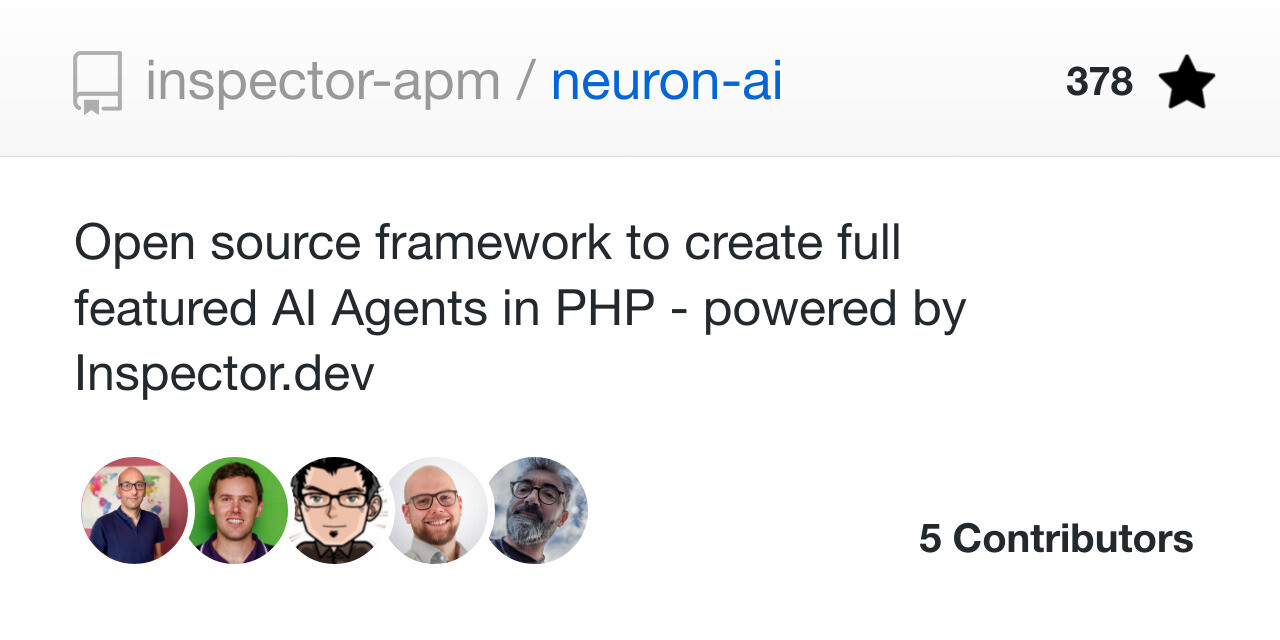 inspector-apm / neuron-ai
378
Open source framework to create full
featured AI Agents in PHP - powered by
Inspector.dev
5 Contributors